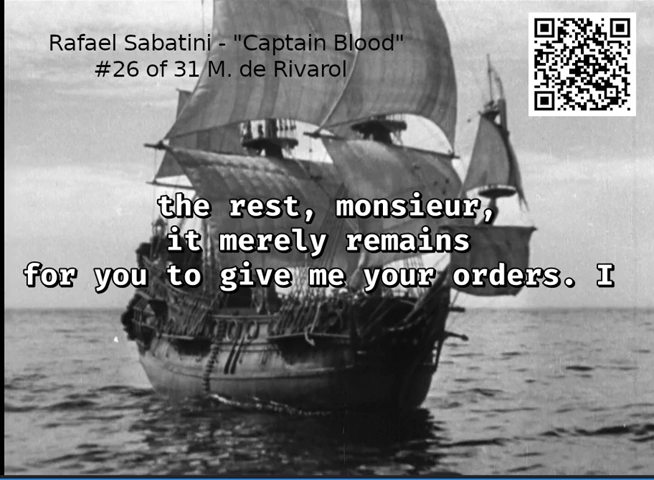 Rafael Sabatini - "Captain Blood"
#26 of 31 M. de Rivarol
the rest, monsieur,
it merely remains
for you to give me your orders. I